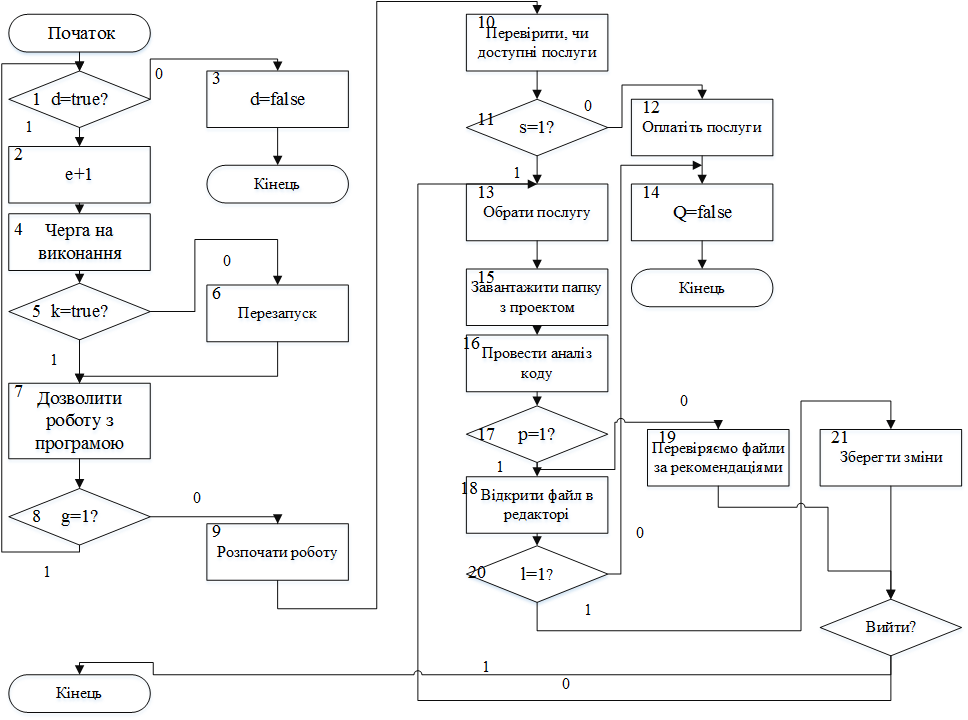 Початок
1 d=true?
0
1
2
e+1
3
d=false
Кінець
4 Черга на
виконання
5 k=true?
0
1
6
Перезапуск
7 Дозволити
роботу з
програмою
8 g=1?
0
1
9
Розпочати роботу
10
Перевірити, чи
доступні послуги
11 s=1?
0
1
12
Оплатіть послуги
13
Обрати послугу
14
Q=false
Кінець
15
Завантажити папку
з проектом
16
Провести аналіз
коду
17 p=1?
0
1
18
Відкрити файл в
редакторі
19
Перевіряємо файли
за рекомендаціями
20 l=1?
0
1
21
Зберегти зміни
Вийти?
1
0
Кінець